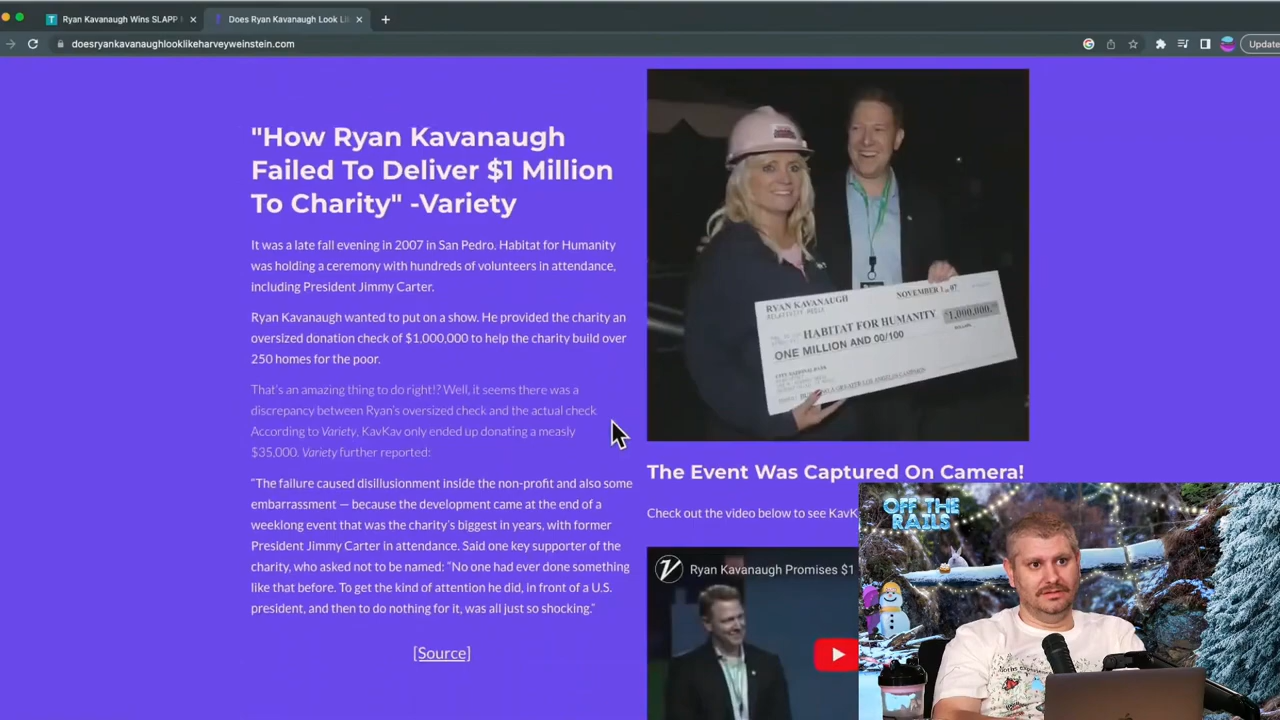 Ryan Kavanaugh Wins SLAPP
Does Ryan Kavanaugh Look Li
doesryankavanaughlooklikeharveyweinstein.com
Update
"How Ryan Kavanaugh
Failed To Deliver $1 Million
To Charity" -Variety
It was a late fall evening in 2007 in San Pedro. Habitat for Humanity
was holding a ceremony with hundreds of volunteers in attendance,
including President Jimmy Carter.
Ryan Kavanaugh wanted to put on a show. He provided the charity an
oversized donation check of $1,000,000 to help the charity build over
250 homes for the poor.
That's an amazing thing to do right!? Well, it seems there was a
discrepancy between Ryan's oversized check and the actual check
According to Variety, KavKav only ended up donating a measly
$35,000. Variety further reported:
"The failure caused disillusionment inside the non-profit and also some
embarrassment — because the development came at the end of a
weeklong event that was the charity's biggest in years, with former
President Jimmy Carter in attendance. Said one key supporter of the
charity, who asked not to be named: "No one had ever done something
like that before. To get the kind of attention he did, in front of a U.S.
president, and then to do nothing for it, was all just so shocking."
[Source]
RYAN KAVANAUGH
RELATIVITY MEDIA
NOVEMBER
HABITAT FOR HUMANITY
1,000,000.
ONE MILLION AND 00/100
The Event Was Captured On Camera!
Check out the video below to see KavK
Ryan Kavanaugh Promises $1
OFF THE
RAILS